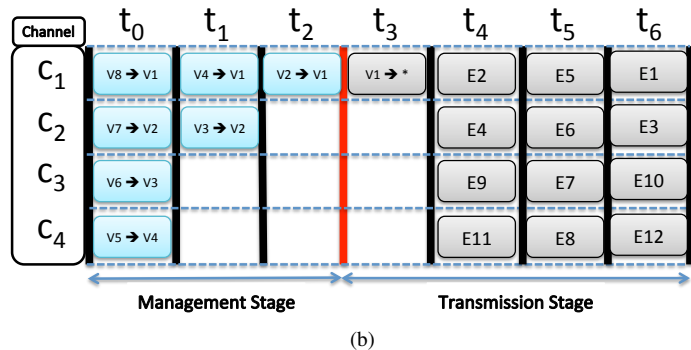 Channel t0 t1 t2 t3 t4 t5 t6
C1 V8 ➔ V1 V4 ➔ V1 V2 ➔ V1 V1 ➔ * E2 E5 E1
C2 V7 ➔ V2 V3 ➔ V2 E4 E6 E3
C3 V6 ➔ V3 E9 E7 E10
C4 V5 ➔ V4 E11 E8 E12
Management Stage Transmission Stage
(b)